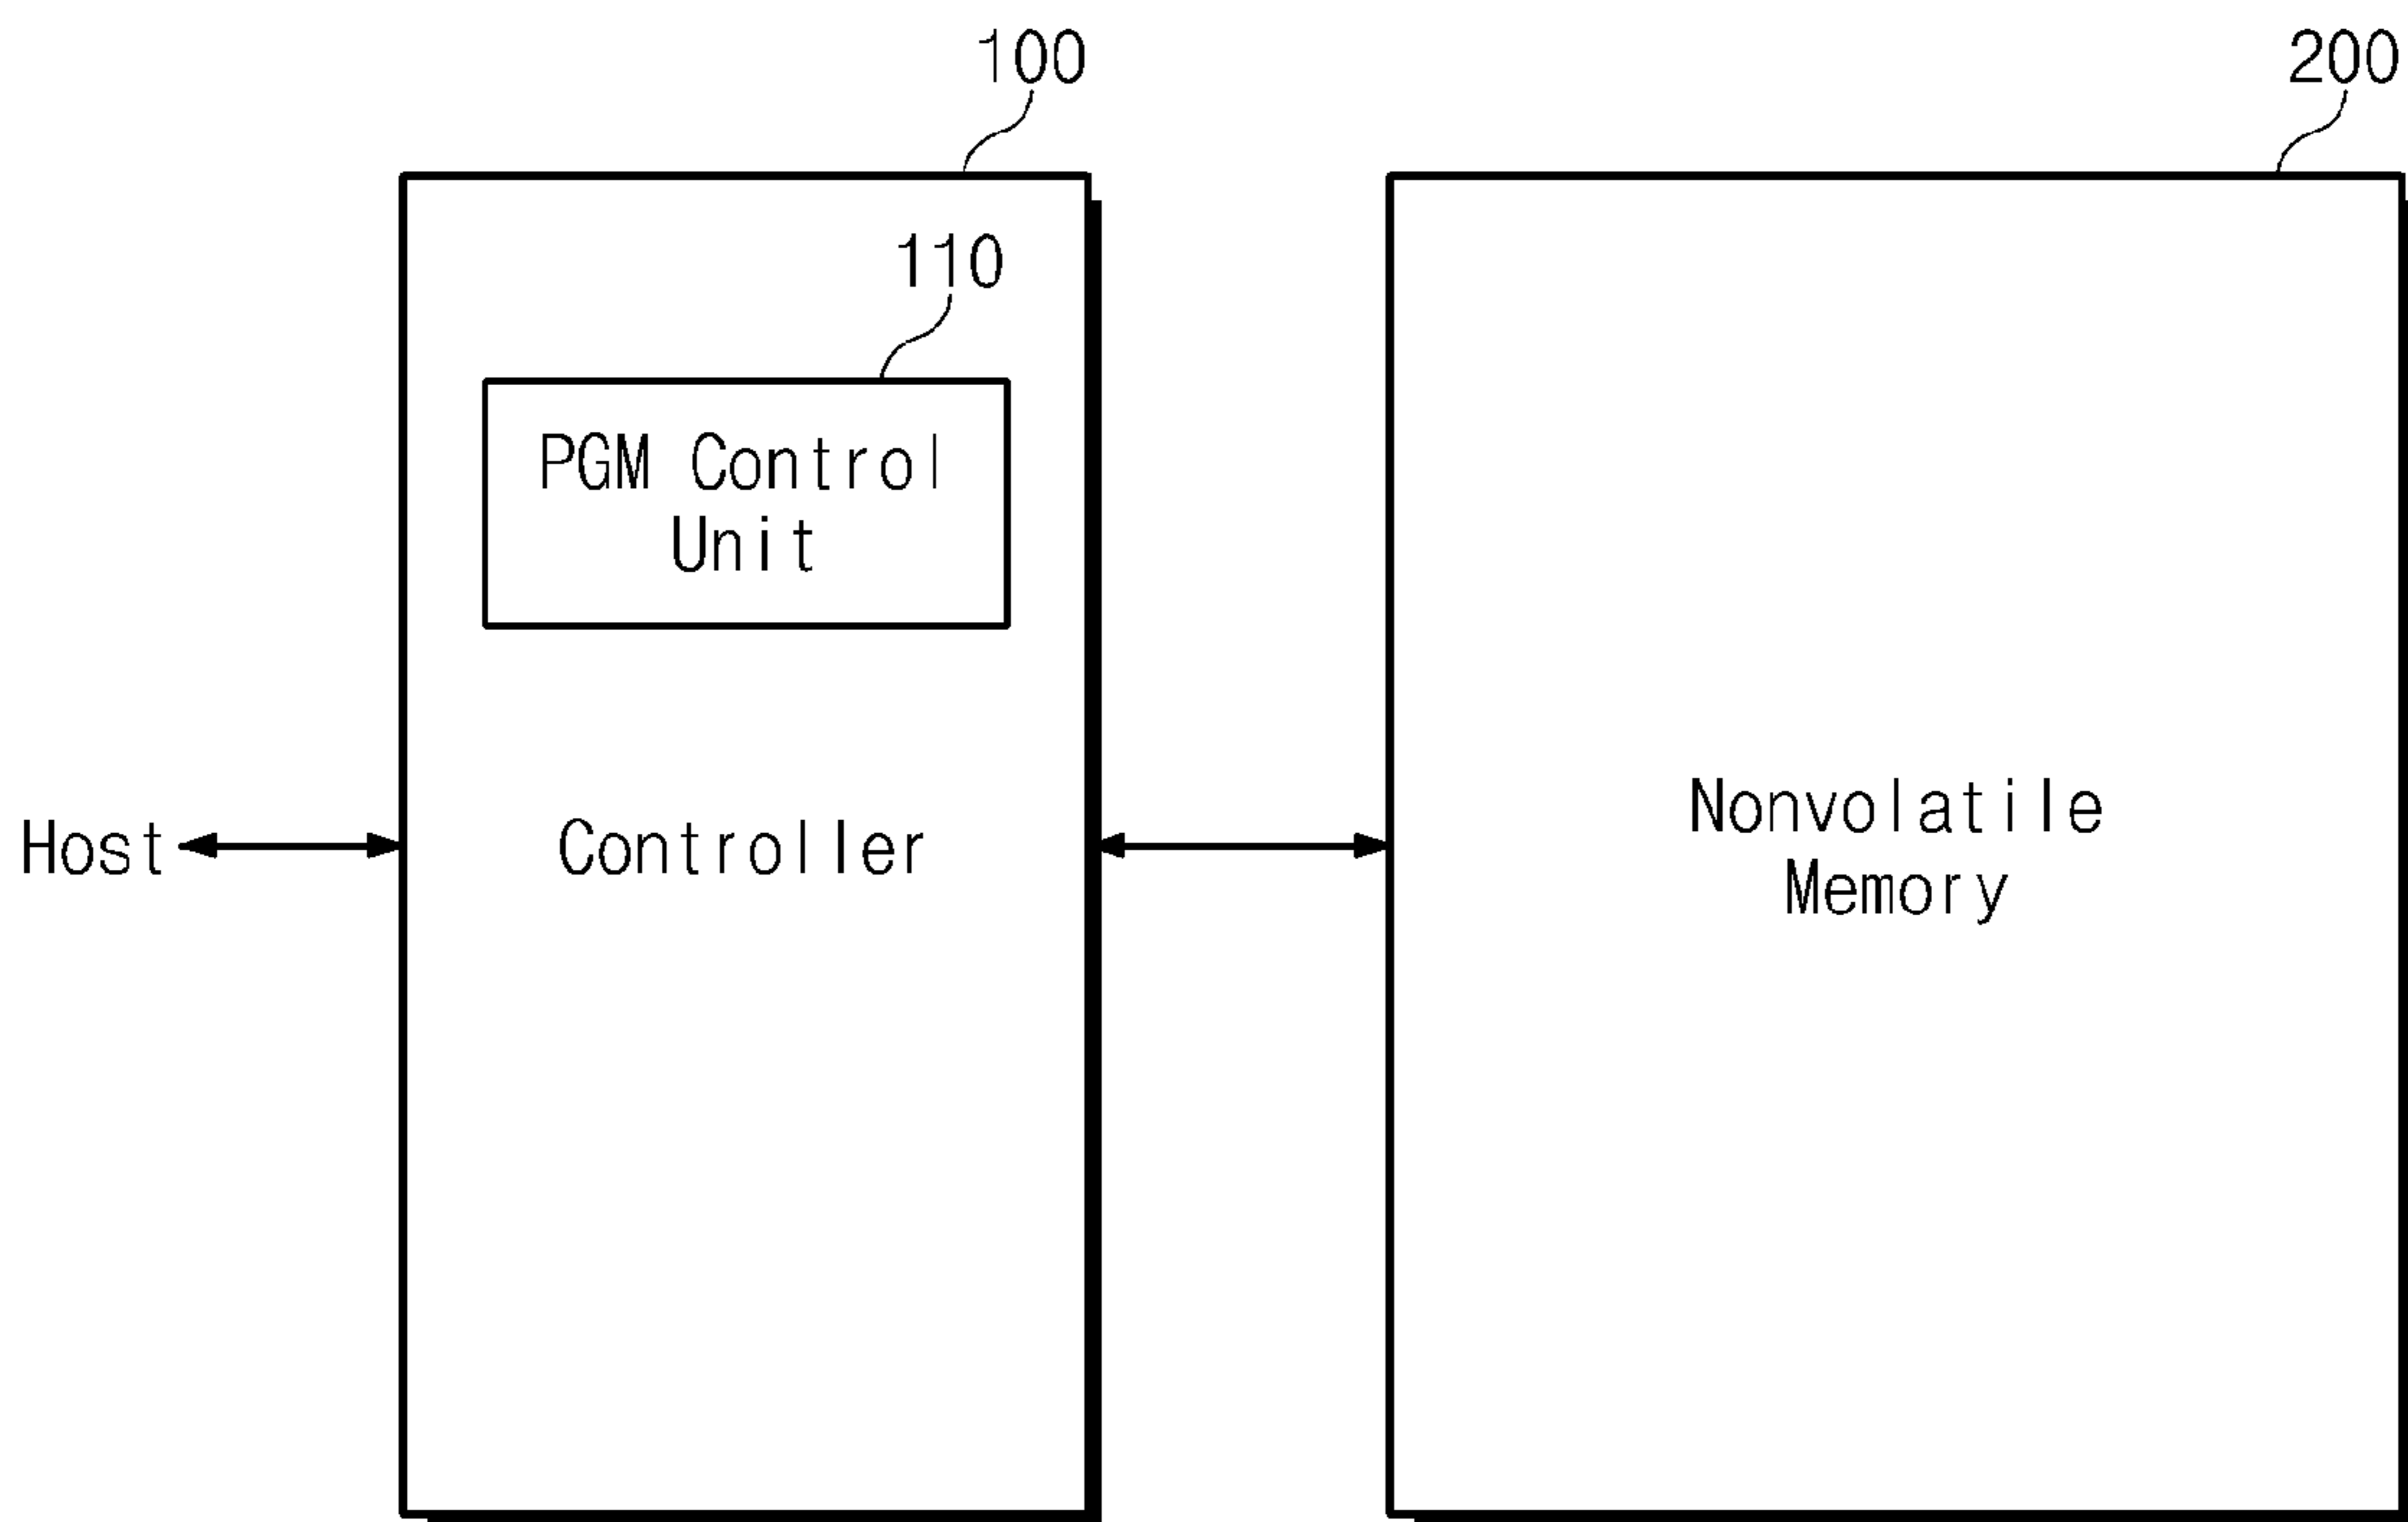 100
200
110
PGM Control
Unit
Host
Controller
Nonvolatile
Memory